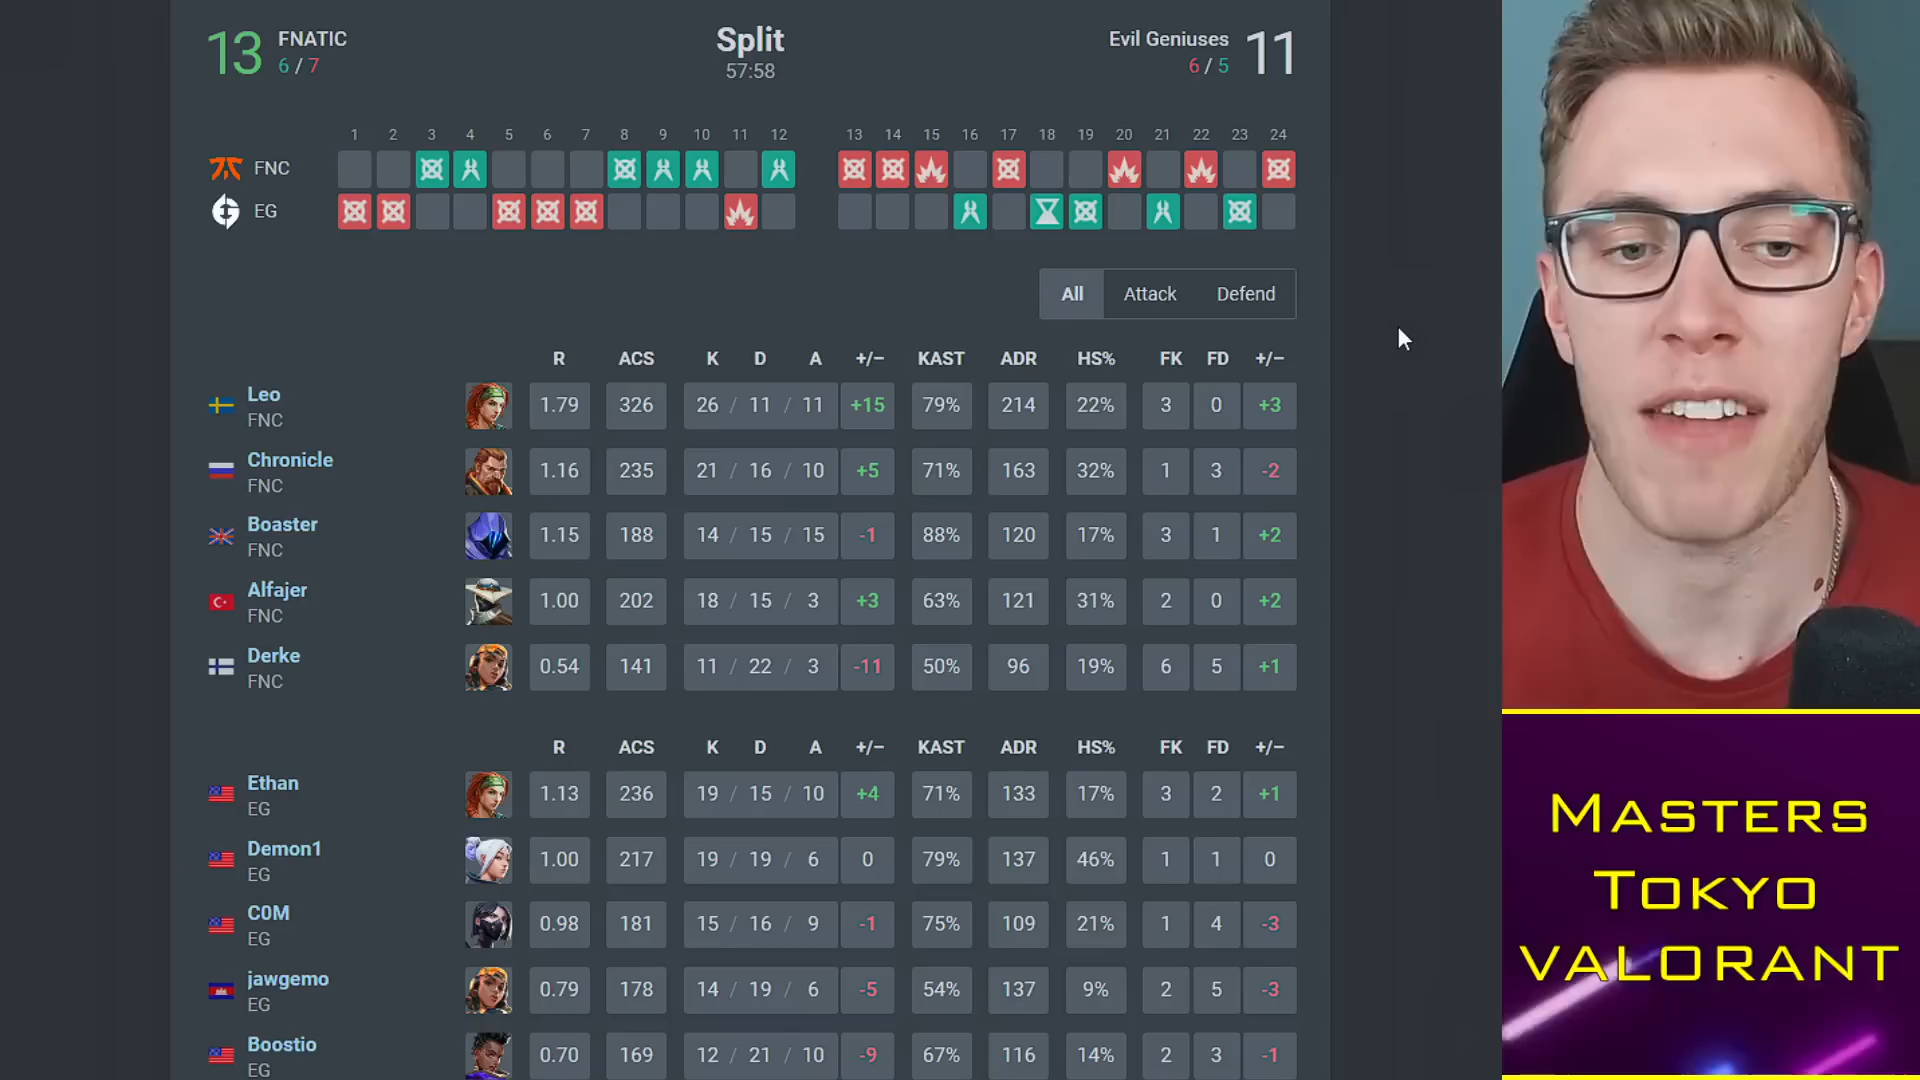 13 FNATIC 6 / 7
Split
57:58
Evil Geniuses 6 / 5 11
1 2 3 4 5 6 7 8 9 10 11 12 13 14 15 16 17 18 19 20 21 22 23 24
FNC
EG
All Attack Defend
R ACS K D A +/– KAST ADR HS% FK FD +/–
Leo FNC 1.79 326 26 / 11 / 11 +15 79% 214 22% 3 0 +3
Chronicle FNC 1.16 235 21 / 16 / 10 +5 71% 163 32% 1 3 -2
Boaster FNC 1.15 188 14 / 15 / 15 -1 88% 120 17% 3 1 +2
Alfajer FNC 1.00 202 18 / 15 / 3 +3 63% 121 31% 2 0 +2
Derke FNC 0.54 141 11 / 22 / 3 -11 50% 96 19% 6 5 +1
R ACS K D A +/– KAST ADR HS% FK FD +/–
Ethan EG 1.13 236 19 / 15 / 10 +4 71% 133 17% 3 2 +1
Demon1 EG 1.00 217 19 / 19 / 6 0 79% 137 46% 1 1 0
C0M EG 0.98 181 15 / 16 / 9 -1 75% 109 21% 1 4 -3
jawgemo EG 0.79 178 14 / 19 / 6 -5 54% 137 9% 2 5 -3
Boostio EG 0.70 169 12 / 21 / 10 -9 67% 116 14% 2 3 -1
MASTERS
TOKYO
VALORANT